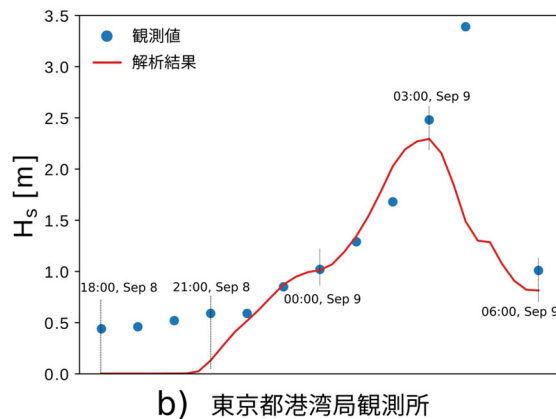 3.5
3.0
2.5
2.0
1.5
1.0
0.5
0.0
Hs [m]
観測値
解析結果
03:00, Sep 9
18:00, Sep 8
21:00, Sep 8
00:00, Sep 9
06:00, Sep 9
b) 東京都港湾局観測所